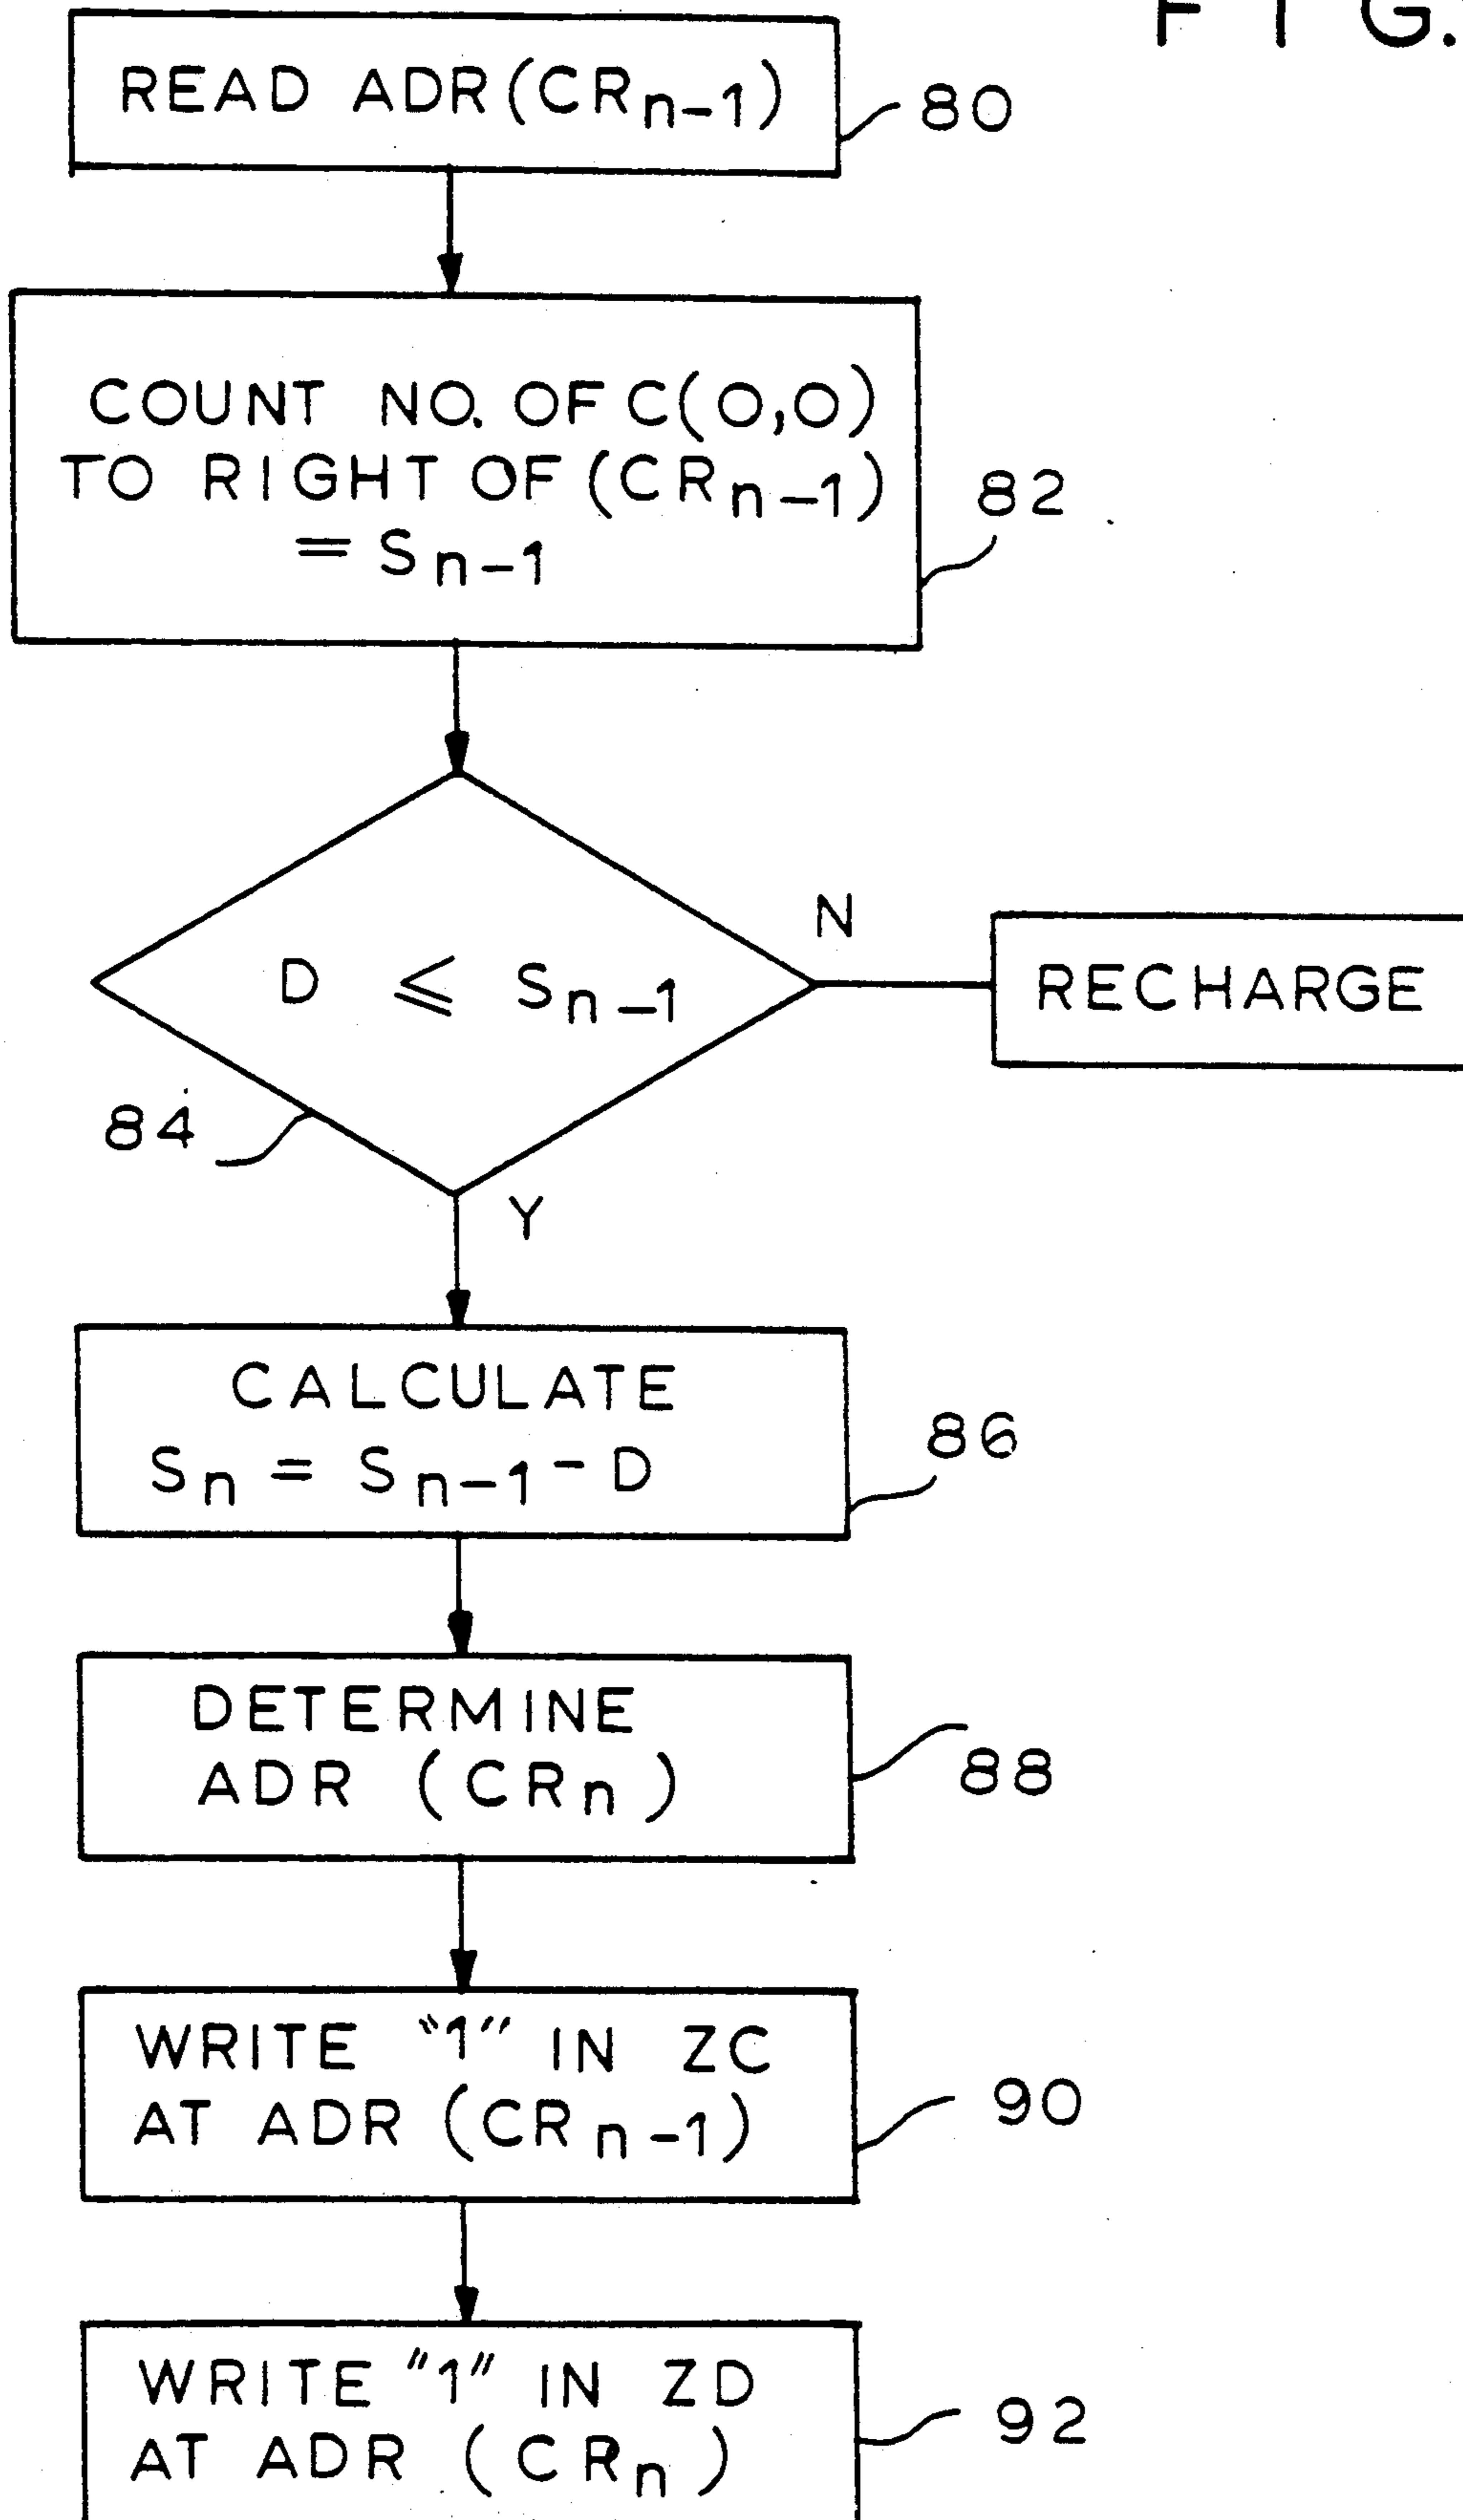 FIG.
READ ADR(CRn-1)
80
COUNT NO. OF C(0,0)
TO RIGHT OF (CRn-1)
= Sn-1
82
D ⩽ Sn-1
N
RECHARGE
84
Y
CALCULATE
Sn = Sn-1 - D
86
DETERMINE
ADR (CRn)
88
WRITE "1" IN ZC
AT ADR (CRn-1)
90
WRITE "1" IN ZD
AT ADR (CRn)
92